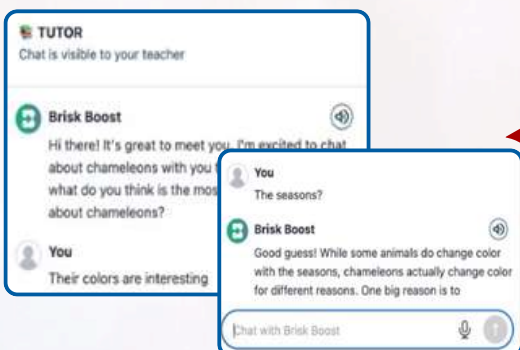 TUTOR
Chat is visible to your teacher
Brisk Boost
Hi there! It's great to meet you. I'm excited to chat
about chameleons with you
what do you think is the mos
about chameleons?
You
Their colors are interesting
You
The seasons?
Brisk Boost
Good guess! While some animals do change color
with the seasons, chameleons actually change color
for different reasons. One big reason is to
Chat with Brisk Boost